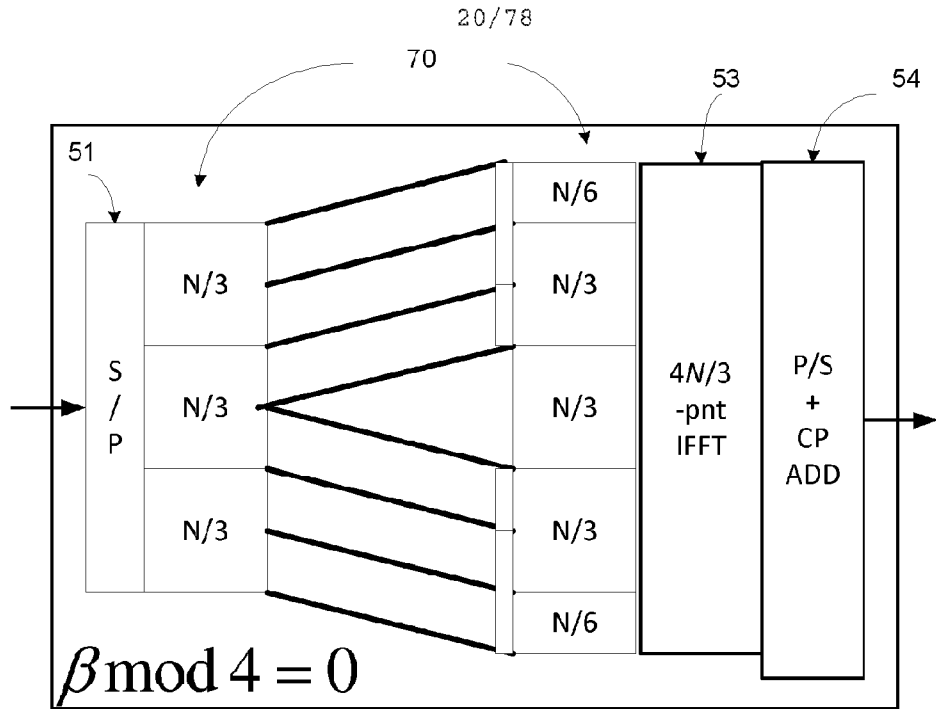 20/78
70
53
54
51
N/3
N/3
N/3
S
/
P
N/6
N/3
N/3
N/3
N/6
4N/3
-pnt
IFFT
P/S
+
CP
ADD
β mod 4 = 0